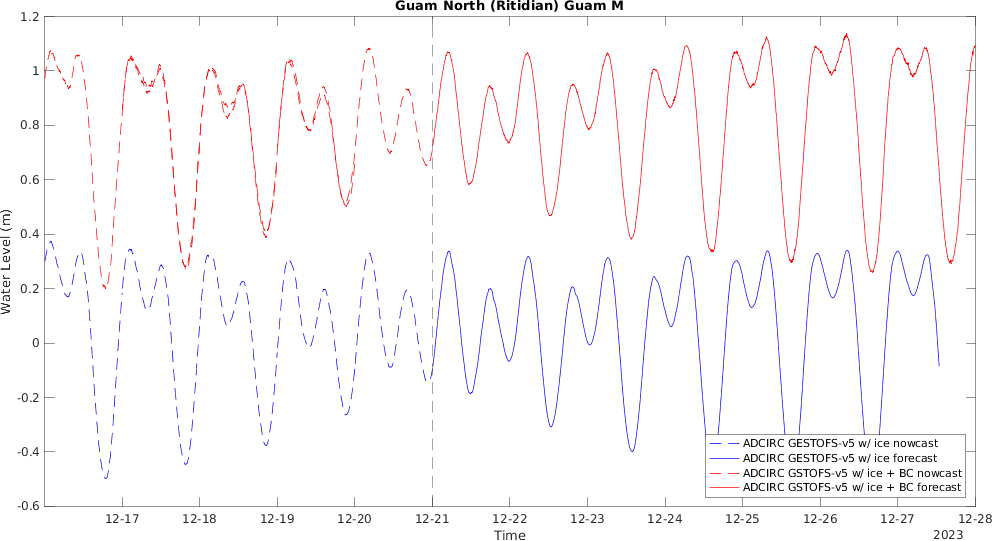 Guam North (Ritidian) Guam M
1.2
1
0.8
0.6
0.4
0.2
0
-0.2
-0.4
-0.6
Water Level (m)
ADCIRC GESTOFS-v5 w/ ice nowcast
ADCIRC GESTOFS-v5 w/ ice forecast
ADCIRC GSTOFS-v5 w/ ice + BC nowcast
ADCIRC GSTOFS-v5 w/ ice + BC forecast
12-17 12-18 12-19 12-20 12-21 12-22 12-23 12-24 12-25 12-26 12-27 12-28
Time
2023